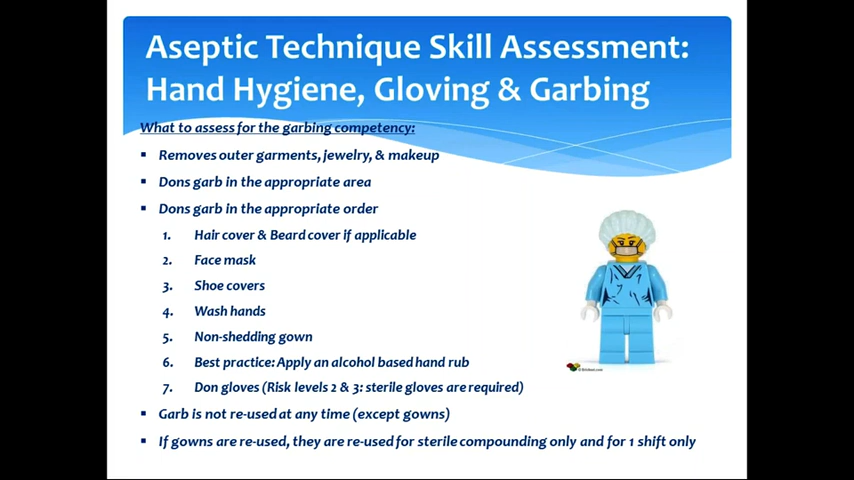 Aseptic Technique Skill Assessment:
Hand Hygiene, Gloving & Garbing
What to assess for the garbing competency:
▪ Removes outer garments, jewelry, & makeup
▪ Dons garb in the appropriate area
▪ Dons garb in the appropriate order
1. Hair cover & Beard cover if applicable
2. Face mask
3. Shoe covers
4. Wash hands
5. Non-shedding gown
6. Best practice: Apply an alcohol based hand rub
7. Don gloves (Risk levels 2 & 3: sterile gloves are required)
▪ Garb is not re-used at any time (except gowns)
▪ If gowns are re-used, they are re-used for sterile compounding only and for 1 shift only